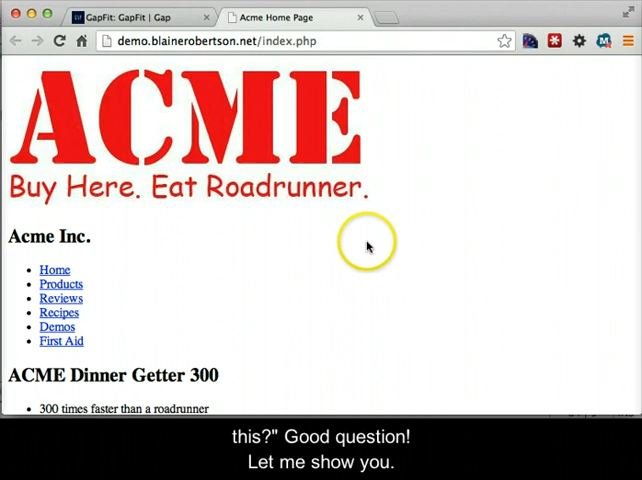 GapFit: GapFit | Gap
Acme Home Page
demo.blainerobertson.net/index.php
ACME
Buy Here. Eat Roadrunner.
Acme Inc.
Home
Products
Reviews
Recipes
Demos
First Aid
ACME Dinner Getter 300
300 times faster than a roadrunner
this?" Good question!
Let me show you.